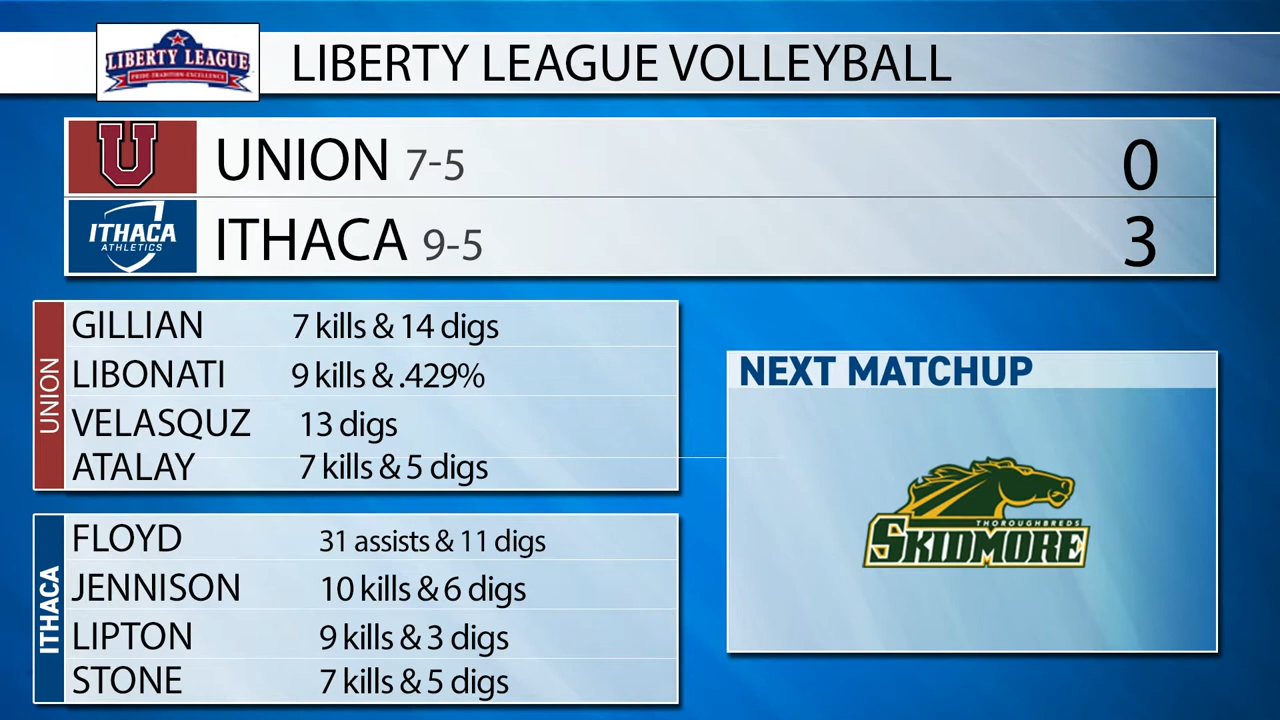 LIBERTY LEAGUE
PRIDE-TRADITION-EXCELLENCE
LIBERTY LEAGUE VOLLEYBALL
U UNION 7-5 0
ITHACA
ATHLETICS
ITHACA 9-5 3
UNION
GILLIAN 7 kills & 14 digs
LIBONATI 9 kills & .429%
VELASQUZ 13 digs
ATALAY 7 kills & 5 digs
ITHACA
FLOYD 31 assists & 11 digs
JENNISON 10 kills & 6 digs
LIPTON 9 kills & 3 digs
STONE 7 kills & 5 digs
NEXT MATCHUP
THOROUGHBREDS
SKIDMORE